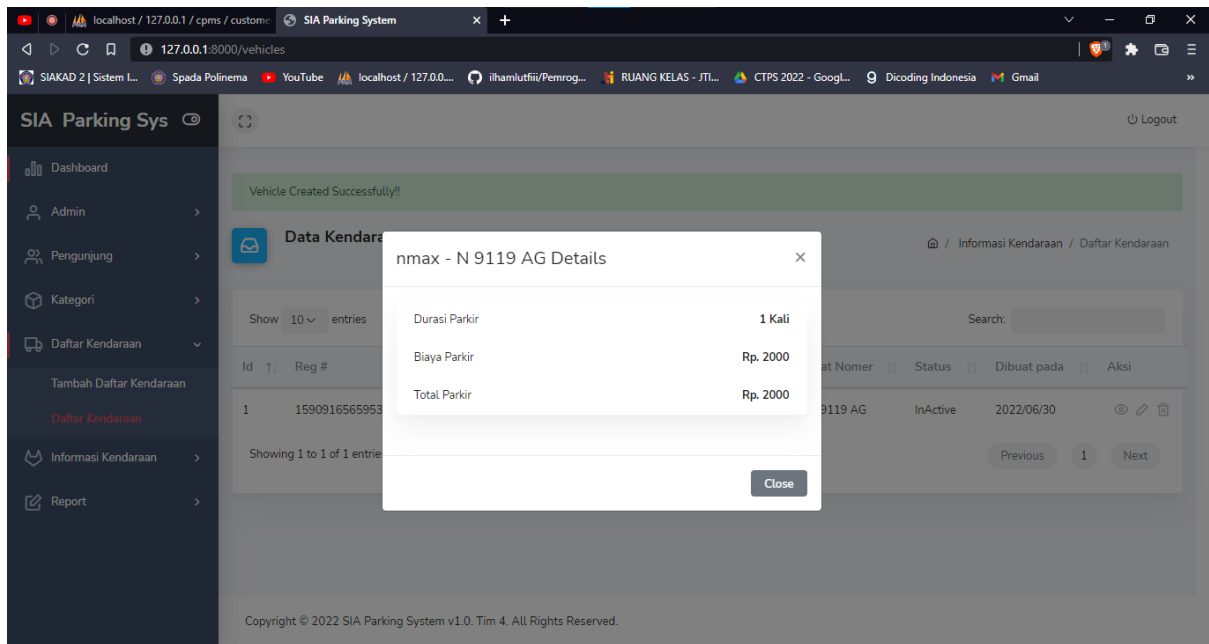 localhost / 127.0.0.1 / cpms / custome
SIA Parking System
127.0.0.1:8000/vehicles
1
SIAKAD 2 | Sistem I...
Spada Polinema
YouTube
localhost / 127.0.0....
ilhamlutfiii/Pemrog...
RUANG KELAS - JTI...
CTPS 2022 - Googl...
Dicoding Indonesia
Gmail
»
SIA Parking Sys
Logout
Dashboard
Admin
Pengunjung
Kategori
Daftar Kendaraan
Tambah Daftar Kendaraan
Daftar Kendaraan
Informasi Kendaraan
Report
Vehicle Created Successfully!!
Data Kendara
/ Informasi Kendaraan / Daftar Kendaraan
nmax - N 9119 AG Details
×
Durasi Parkir 1 Kali
Biaya Parkir Rp. 2000
Total Parkir Rp. 2000
Close
Show 10 entries
Search:
Id Reg # at Nomer Status Dibuat pada Aksi
1 1590916565953 9119 AG InActive 2022/06/30
Showing 1 to 1 of 1 entrie
Previous 1 Next
Copyright © 2022 SIA Parking System v1.0. Tim 4. All Rights Reserved.